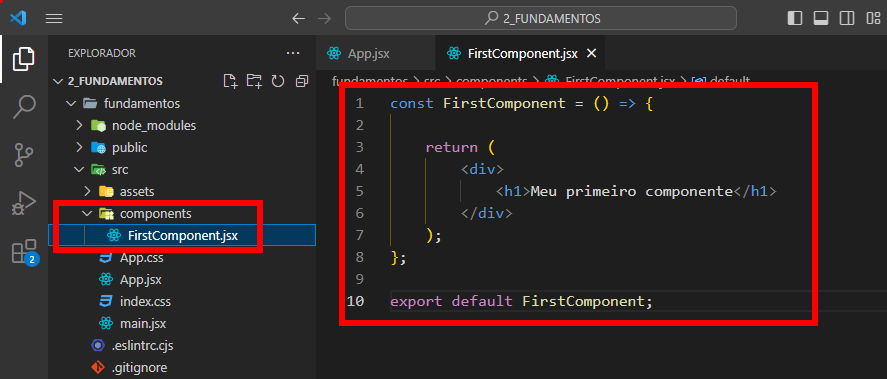 2_FUNDAMENTOS
EXPLORADOR
2_FUNDAMENTOS
fundamentos
node_modules
public
src
assets
components
FirstComponent.jsx
App.css
App.jsx
index.css
main.jsx
.eslintrc.cjs
.gitignore
2
App.jsx
FirstComponent.jsx
fundamentos > src > components > FirstComponent.jsx > default
1 const FirstComponent = () => {
2
3 return (
4 <div>
5 <h1>Meu primeiro componente</h1>
6 </div>
7 );
8 };
9
10 export default FirstComponent;